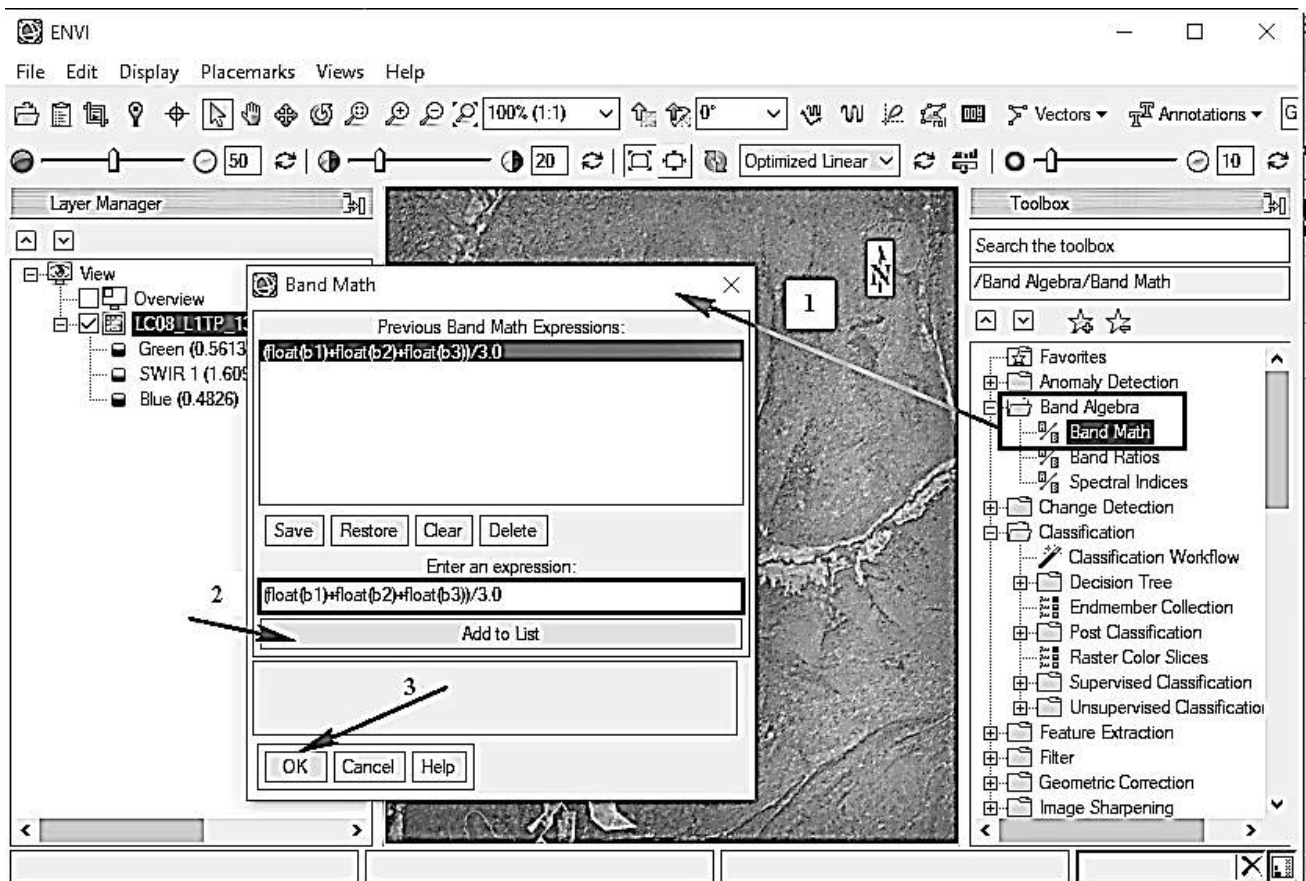 ENVI
File Edit Display Placemarks Views Help
100% (1:1) 0° Vectors Annotations G
50 20 Optimized Linear 10
Layer Manager
View
Overview
LC08_L1TP_13
Green (0.5613
SWIR 1 (1.609
Blue (0.4826)
Band Math
Previous Band Math Expressions:
(float(b1)+float(b2)+float(b3))/3.0
Save Restore Clear Delete
Enter an expression:
(float(b1)+float(b2)+float(b3))/3.0
Add to List
OK Cancel Help
1
2
3
N
Toolbox
Search the toolbox
/Band Algebra/Band Math
Favorites
Anomaly Detection
Band Algebra
Band Math
Band Ratios
Spectral Indices
Change Detection
Classification
Classification Workflow
Decision Tree
Endmember Collection
Post Classification
Raster Color Slices
Supervised Classification
Unsupervised Classificatio
Feature Extraction
Filter
Geometric Correction
Image Sharpening